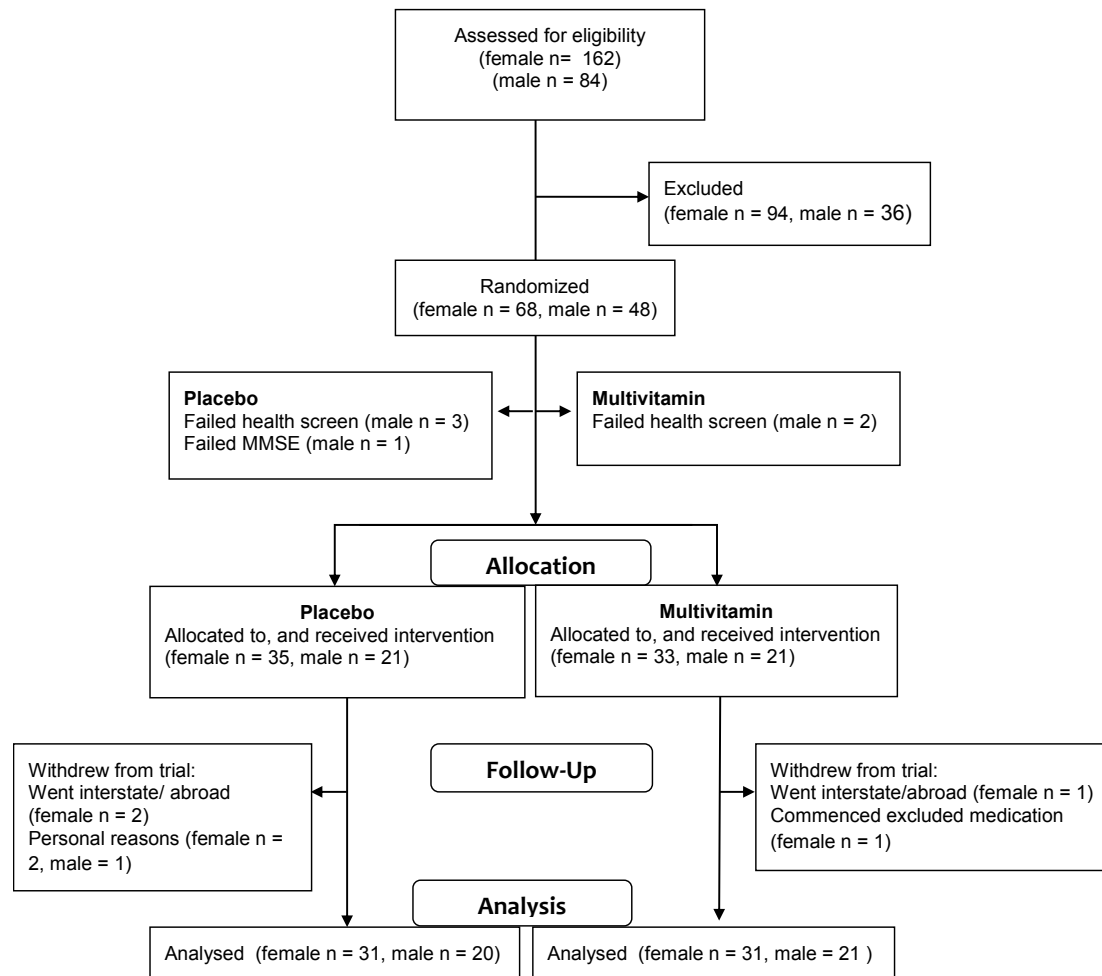 Assessed for eligibility
(female n=  162)
(male n = 84)
Excluded
(female n = 94, male n = 36)
Randomized
(female n = 68, male n = 48)
Placebo
Failed health screen (male n = 3)
Failed MMSE (male n = 1)
Multivitamin
Failed health screen (male n = 2)
Allocation
Placebo
Allocated to, and received intervention
(female n = 35, male n = 21)
Multivitamin
Allocated to, and received intervention
(female n = 33, male n = 21)
Follow-Up
Withdrew from trial:
Went interstate/ abroad
(female n = 2)
Personal reasons (female n =
2, male = 1)
Withdrew from trial:
Went interstate/abroad (female n = 1)
Commenced excluded medication
(female n = 1)
Analysis
Analysed  (female n = 31, male n = 20)
Analysed  (female n = 31, male = 21 )